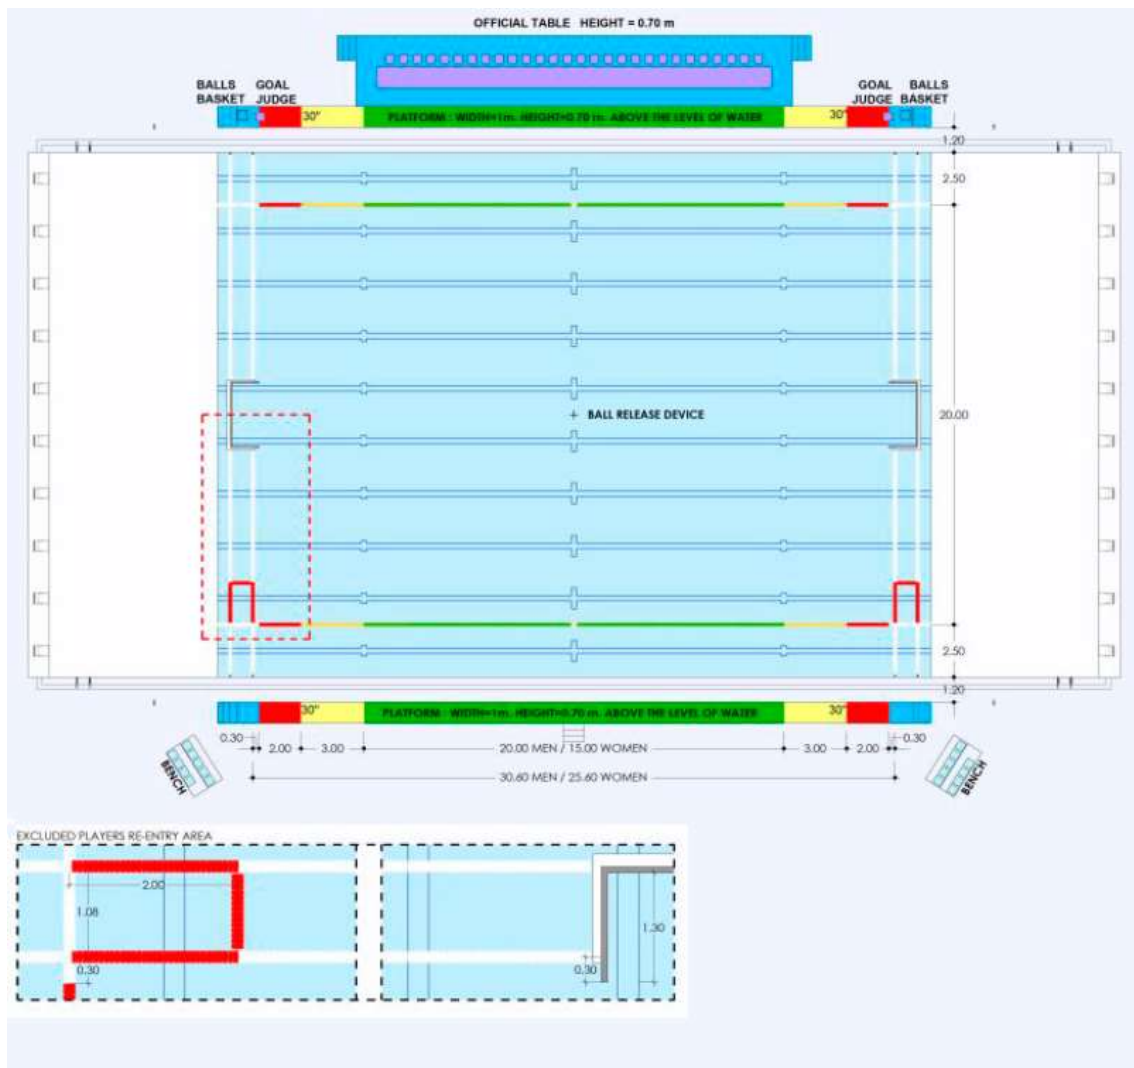 OFFICIAL TABLE HEIGHT = 0.70 m
BALLS GOAL
BASKET JUDGE
GOAL BALLS
JUDGE BASKET
30"
PLATFORM : WIDTH=1m. HEIGHT=0.70 m. ABOVE THE LEVEL OF WATER
30"
1.20
2.50
BALL RELEASE DEVICE
20.00
2.50
1.20
30"
PLATFORM : WIDTH=1m. HEIGHT=0.70 m. ABOVE THE LEVEL OF WATER
30"
0.30
2.00
3.00
20.00 MEN / 15.00 WOMEN
3.00
2.00
0.30
30.60 MEN / 25.60 WOMEN
BENCH
BENCH
EXCLUDED PLAYERS RE-ENTRY AREA
2.00
1.08
0.30
1.30
0.30